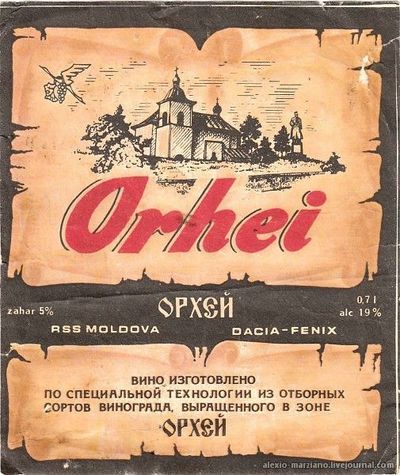 Orhei
zahar 5%
ОРХЕЙ
0,7 l
alc 19%
RSS MOLDOVA
DACIA-FENIX
ВИНО ИЗГОТОВЛЕНО
ПО СПЕЦИАЛЬНОЙ ТЕХНОЛОГИИ ИЗ ОТБОРНЫХ
СОРТОВ ВИНОГРАДА, ВЫРАЩЕННОГО В ЗОНЕ
ОРХЕЙ
alexio-marziano.livejournal.com